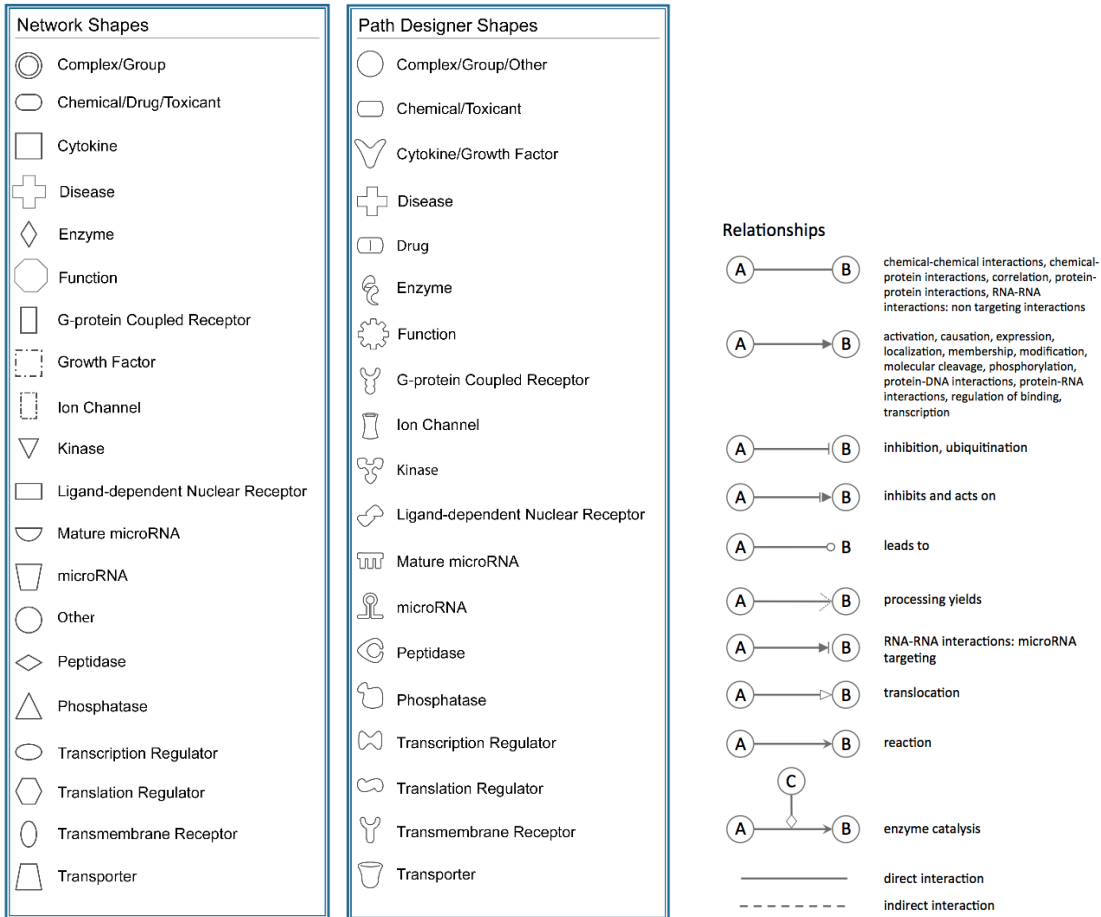 Network Shapes
Complex/Group
Chemical/Drug/Toxicant
Cytokine
Disease
Enzyme
Function
G-protein Coupled Receptor
Growth Factor
Ion Channel
Kinase
Ligand-dependent Nuclear Receptor
Mature microRNA
microRNA
Other
Peptidase
Phosphatase
Transcription Regulator
Translation Regulator
Transmembrane Receptor
Transporter
Path Designer Shapes
Complex/Group/Other
Chemical/Toxicant
Cytokine/Growth Factor
Disease
Drug
Enzyme
Function
G-protein Coupled Receptor
Ion Channel
Kinase
Ligand-dependent Nuclear Receptor
Mature microRNA
microRNA
Peptidase
Phosphatase
Transcription Regulator
Translation Regulator
Transmembrane Receptor
Transporter
Relationships
A B
chemical-chemical interactions, chemical-
protein interactions, correlation, protein-
protein interactions, RNA-RNA
interactions: non targeting interactions
A B
activation, causation, expression,
localization, membership, modification,
molecular cleavage, phosphorylation,
protein-DNA interactions, protein-RNA
interactions, regulation of binding,
transcription
A B inhibition, ubiquitination
A B inhibits and acts on
A B leads to
A B processing yields
A B
RNA-RNA interactions: microRNA
targeting
A B translocation
A B reaction
C
A B enzyme catalysis
direct interaction
indirect interaction